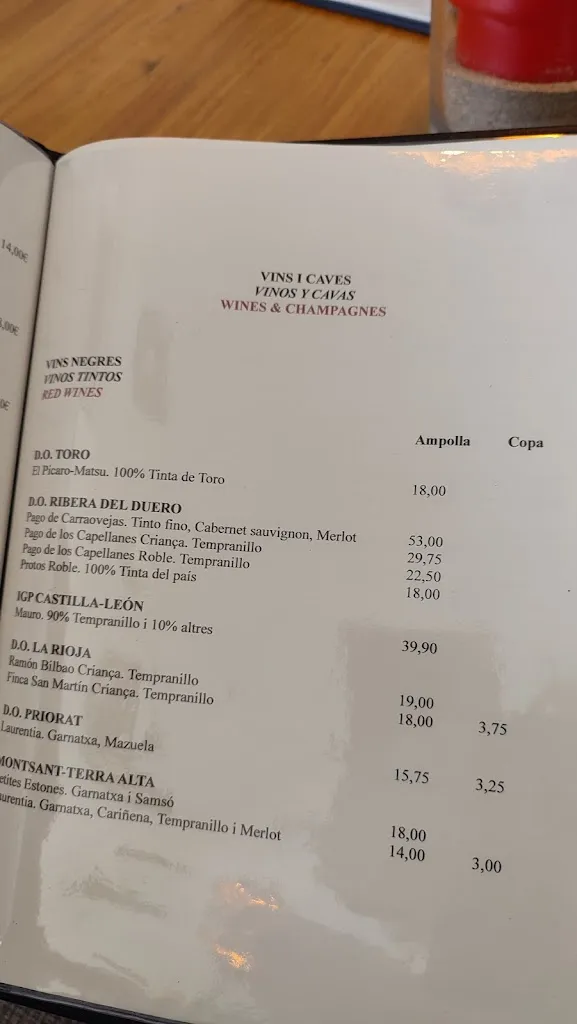 14,00€
,00€
0€
VINS I CAVES
VINOS Y CAVAS
WINES & CHAMPAGNES
VINS NEGRES
VINOS TINTOS
RED WINES
Ampolla Copa
D.O. TORO
El Picaro-Matsu. 100% Tinta de Toro 18,00
D.O. RIBERA DEL DUERO
Pago de Carraovejas. Tinto fino, Cabernet sauvignon, Merlot 53,00
Pago de los Capellanes Criança. Tempranillo 29,75
Pago de los Capellanes Roble. Tempranillo 22,50
Protos Roble. 100% Tinta del país 18,00
IGP CASTILLA-LEÓN
Mauro. 90% Tempranillo i 10% altres 39,90
D.O. LA RIOJA
Ramón Bilbao Criança. Tempranillo 19,00
Finca San Martín Criança. Tempranillo 18,00 3,75
D.O. PRIORAT
Laurentia. Garnatxa, Mazuela 15,75 3,25
MONTSANT-TERRA ALTA
etites Estones. Garnatxa i Samsó 18,00
aurentia. Garnatxa, Cariñena, Tempranillo i Merlot 14,00 3,00